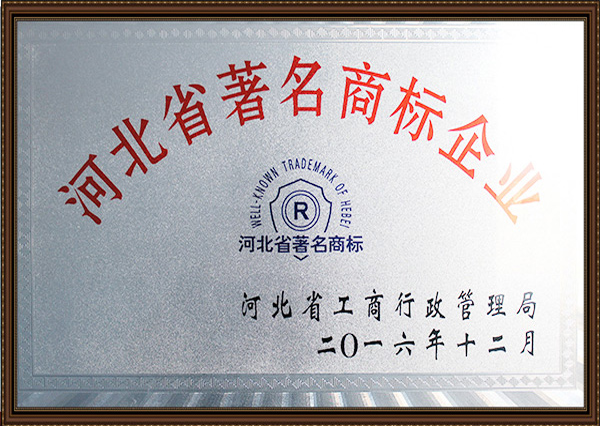 河北省著名商标企业
WELL-KNOWN TRADEMARK OF HEBEI
R
河北省著名商标
河北省工商行政管理局
二0一六年十二月